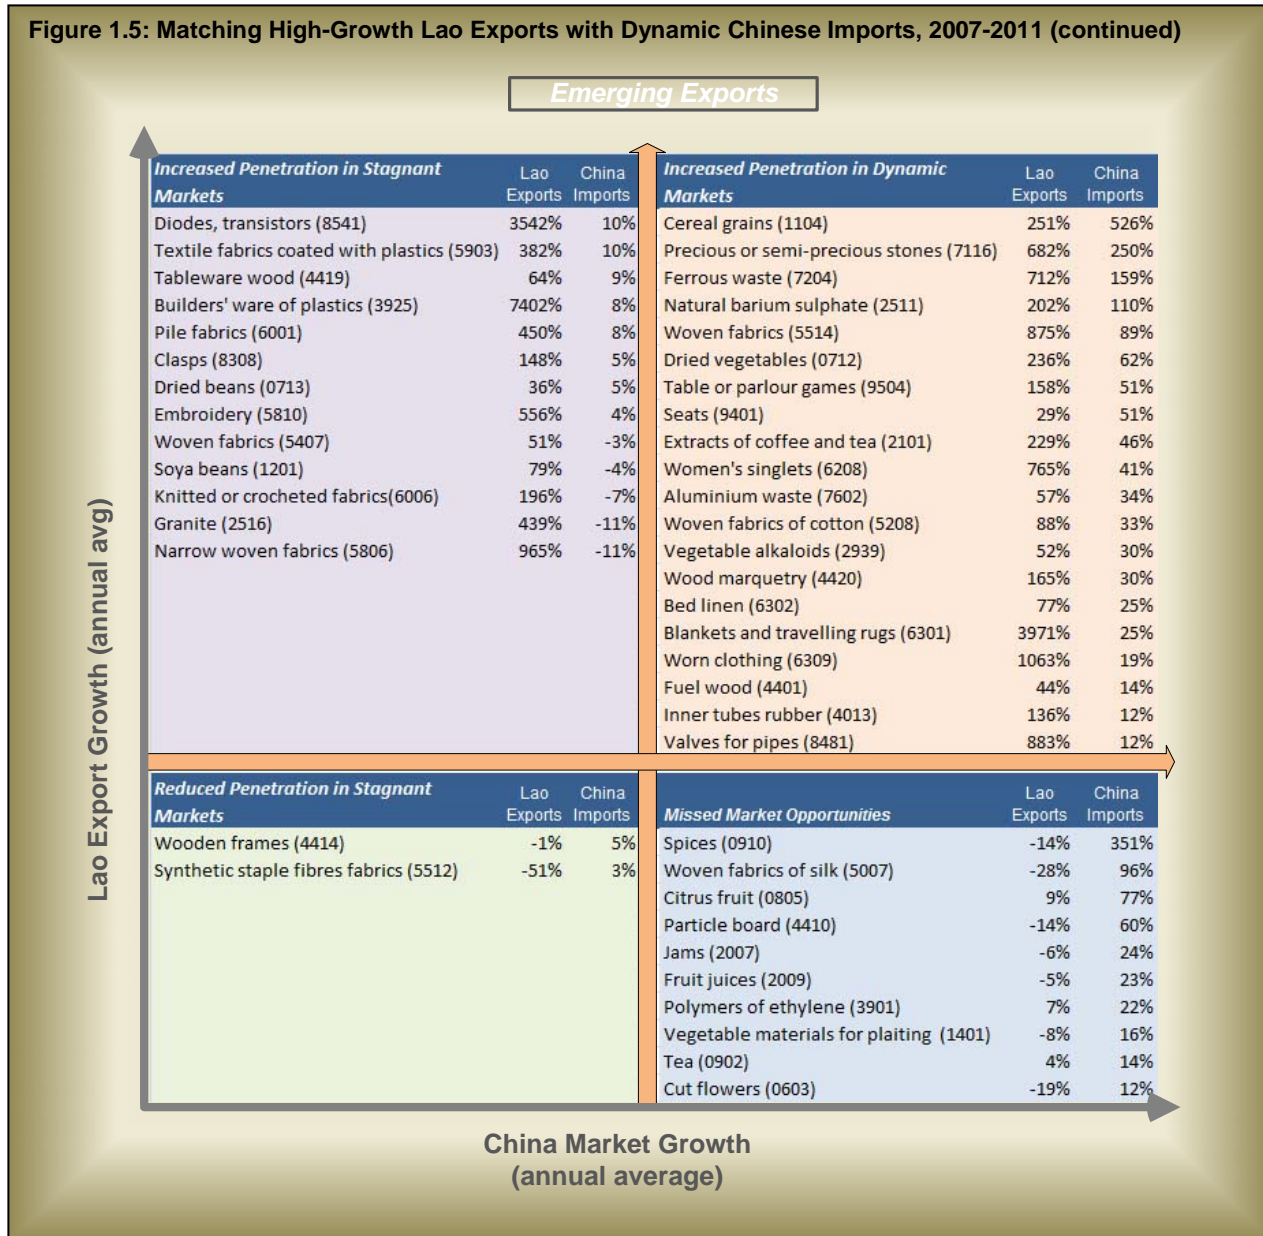 Figure 1.5: Matching High-Growth Lao Exports with Dynamic Chinese Imports, 2007-2011 (continued)
Emerging Exports
Lao Export Growth (annual avg)
Increased Penetration in Stagnant Markets Lao Exports China Imports
Diodes, transistors (8541) 3542% 10%
Textile fabrics coated with plastics (5903) 382% 10%
Tableware wood (4419) 64% 9%
Builders' ware of plastics (3925) 7402% 8%
Pile fabrics (6001) 450% 8%
Clasps (8308) 148% 5%
Dried beans (0713) 36% 5%
Embroidery (5810) 556% 4%
Woven fabrics (5407) 51% -3%
Soya beans (1201) 79% -4%
Knitted or crocheted fabrics(6006) 196% -7%
Granite (2516) 439% -11%
Narrow woven fabrics (5806) 965% -11%
Increased Penetration in Dynamic Markets Lao Exports China Imports
Cereal grains (1104) 251% 526%
Precious or semi-precious stones (7116) 682% 250%
Ferrous waste (7204) 712% 159%
Natural barium sulphate (2511) 202% 110%
Woven fabrics (5514) 875% 89%
Dried vegetables (0712) 236% 62%
Table or parlour games (9504) 158% 51%
Seats (9401) 29% 51%
Extracts of coffee and tea (2101) 229% 46%
Women's singlets (6208) 765% 41%
Aluminium waste (7602) 57% 34%
Woven fabrics of cotton (5208) 88% 33%
Vegetable alkaloids (2939) 52% 30%
Wood marquetry (4420) 165% 30%
Bed linen (6302) 77% 25%
Blankets and travelling rugs (6301) 3971% 25%
Worn clothing (6309) 1063% 19%
Fuel wood (4401) 44% 14%
Inner tubes rubber (4013) 136% 12%
Valves for pipes (8481) 883% 12%
Reduced Penetration in Stagnant Markets Lao Exports China Imports
Wooden frames (4414) -1% 5%
Synthetic staple fibres fabrics (5512) -51% 3%
Missed Market Opportunities Lao Exports China Imports
Spices (0910) -14% 351%
Woven fabrics of silk (5007) -28% 96%
Citrus fruit (0805) 9% 77%
Particle board (4410) -14% 60%
Jams (2007) -6% 24%
Fruit juices (2009) -5% 23%
Polymers of ethylene (3901) 7% 22%
Vegetable materials for plaiting (1401) -8% 16%
Tea (0902) 4% 14%
Cut flowers (0603) -19% 12%
China Market Growth
(annual average)